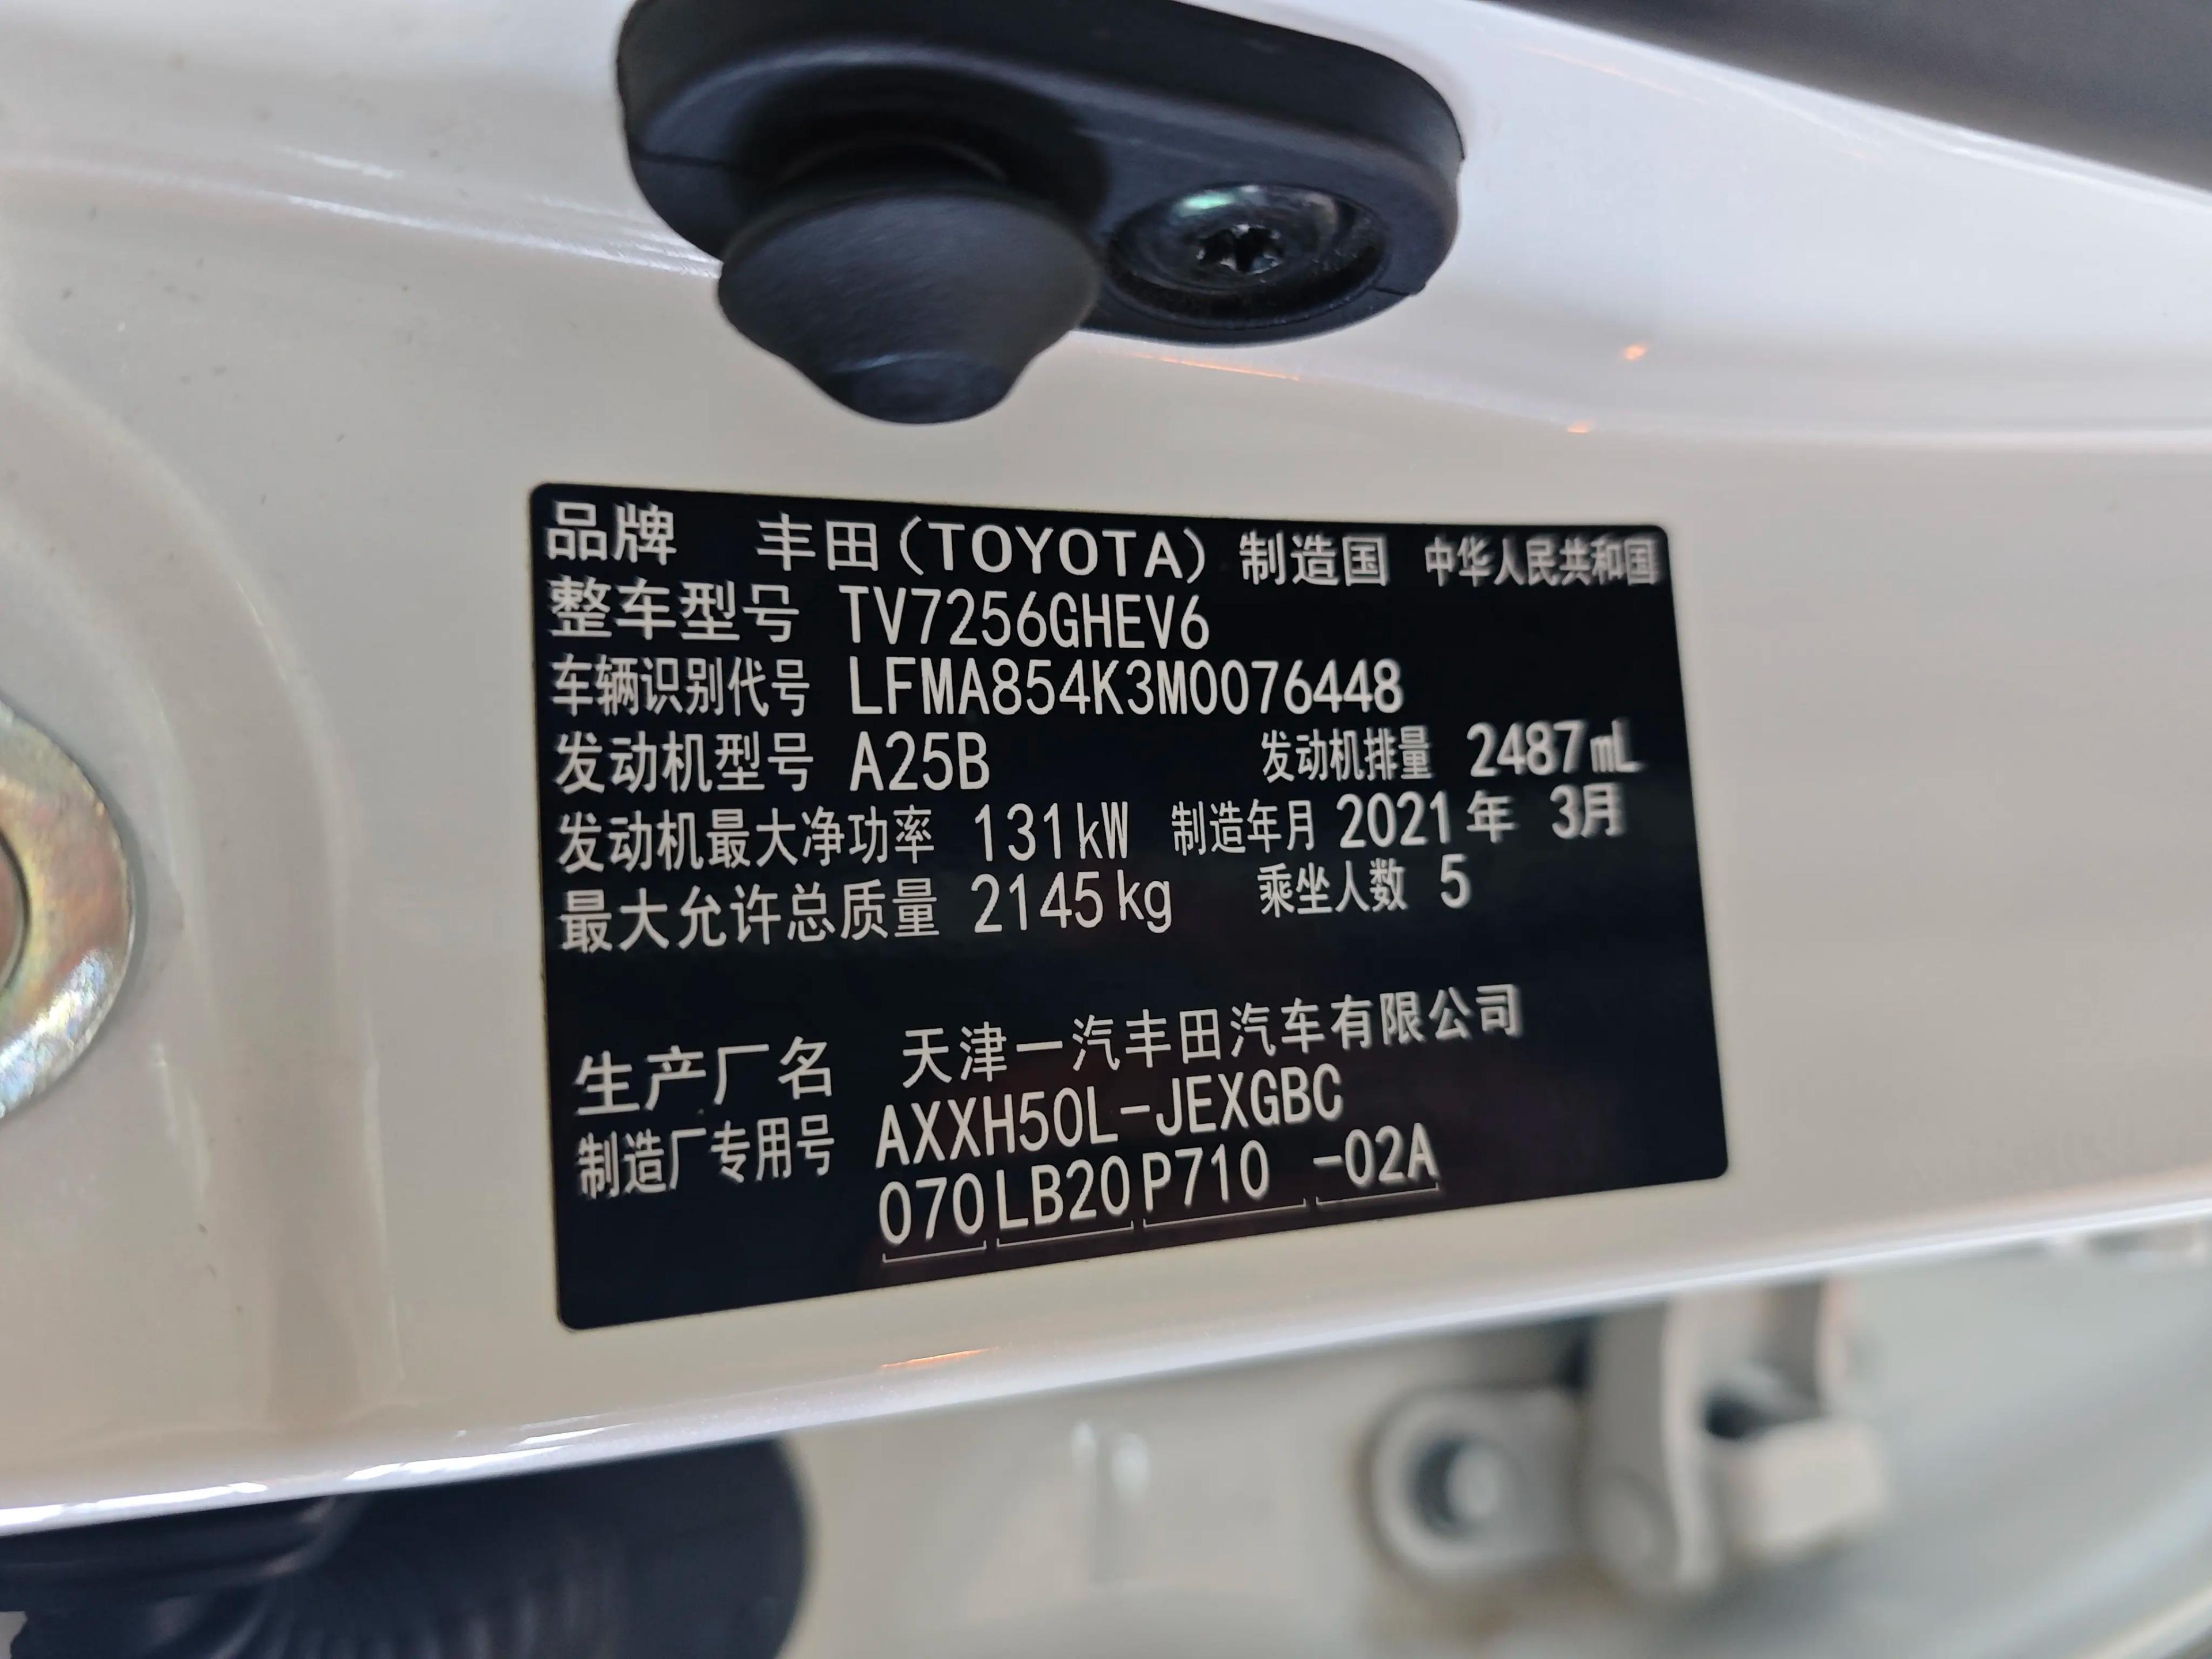 品牌 丰田(TOYOTA) 制造国 中华人民共和国
整车型号 TV7256GHEV6
车辆识别代号 LFMA854K3M0076448
发动机型号 A25B 发动机排量 2487mL
发动机最大净功率 131kW 制造年月 2021年 3月
最大允许总质量 2145kg 乘坐人数 5
生产厂名 天津一汽丰田汽车有限公司
制造厂专用号 AXXH50L-JEXGBC
070 LB20 P710 -02A